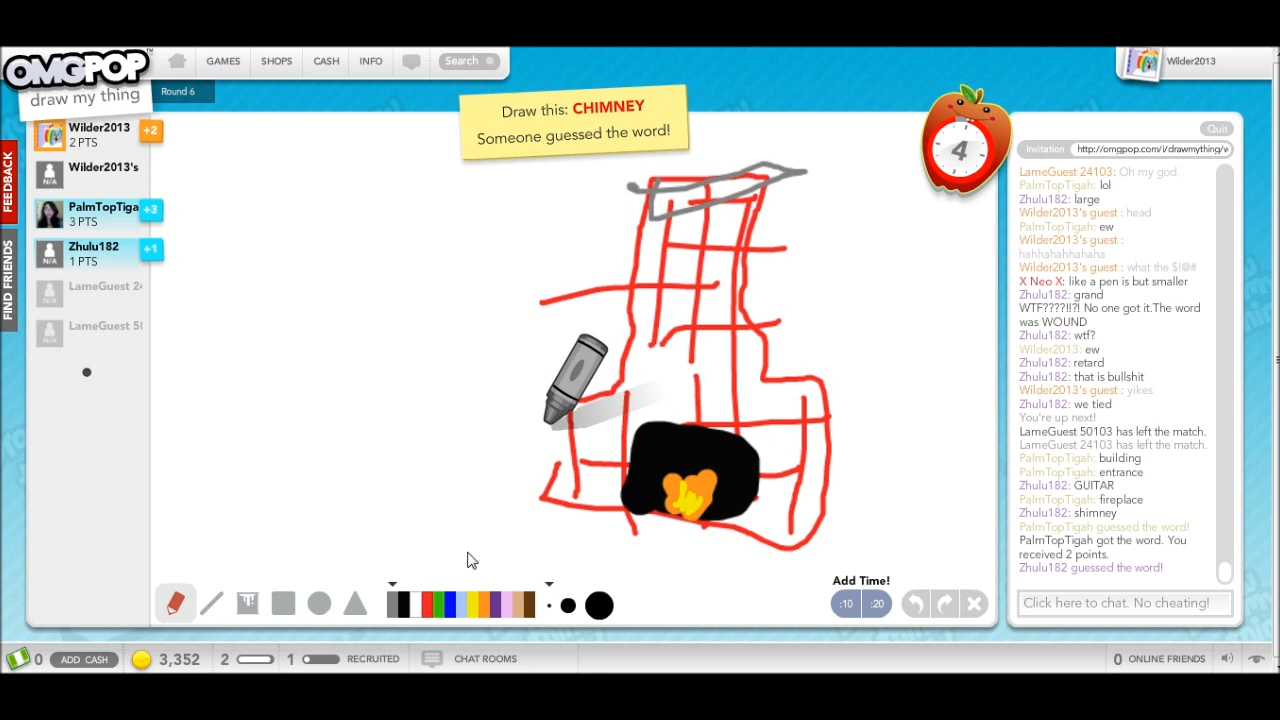 OMGPOP
draw my thing
GAMES
SHOPS
CASH
INFO
Search
Wilder2013
Round 6
Draw this: CHIMNEY
Someone guessed the word!
4
FEEDBACK
FIND FRIENDS
Wilder2013
2 PTS
+2
N/A
Wilder2013's
PalmTopTiga
3 PTS
+3
N/A
Zhulu182
1 PTS
+1
N/A
LameGuest 24
N/A
LameGuest 50
Quit
Invitation
http://omgpop.com/i/drawmything/v
LameGuest 24103: Oh my god.
PalmTopTigah: lol
Zhulu182: large
Wilder2013's guest : head
PalmTopTigah: ew
Wilder2013's guest :
hahhahahhahaha
Wilder2013's guest : what the $!@#
X Neo X: like a pen is but smaller
Zhulu182: grand
WTF????!!?! No one got it.The word
was WOUND
Zhulu182: wtf?
Wilder2013: ew
Zhulu182: retard
Zhulu182: that is bullshit
Wilder2013's guest : yikes
Zhulu182: we tied
You're up next!
LameGuest 50103 has left the match.
LameGuest 24103 has left the match.
PalmTopTigah: building
PalmTopTigah: entrance
Zhulu182: GUITAR
PalmTopTigah: fireplace
Zhulu182: shimney
PalmTopTigah guessed the word!
PalmTopTigah got the word. You
received 2 points.
Zhulu182 guessed the word!
Click here to chat. No cheating!
Add Time!
:10
:20
0
ADD CASH
3,352
2
1
RECRUITED
CHAT ROOMS
0 ONLINE FRIENDS